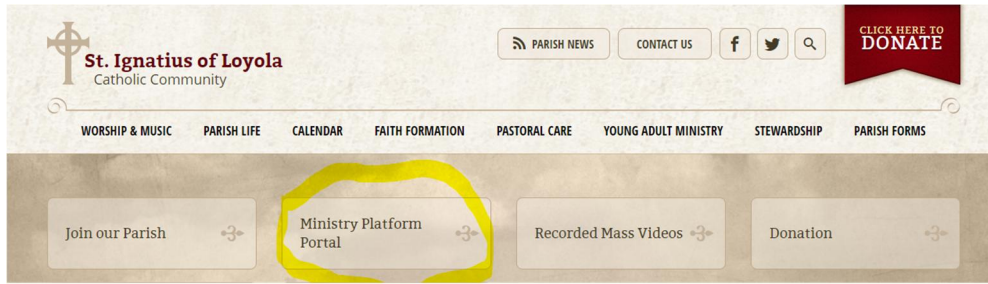 St. Ignatius of Loyola
Catholic Community
PARISH NEWS
CONTACT US
CLICK HERE TO
DONATE
WORSHIP & MUSIC
PARISH LIFE
CALENDAR
FAITH FORMATION
PASTORAL CARE
YOUNG ADULT MINISTRY
STEWARDSHIP
PARISH FORMS
Join our Parish
Ministry Platform
Portal
Recorded Mass Videos
Donation